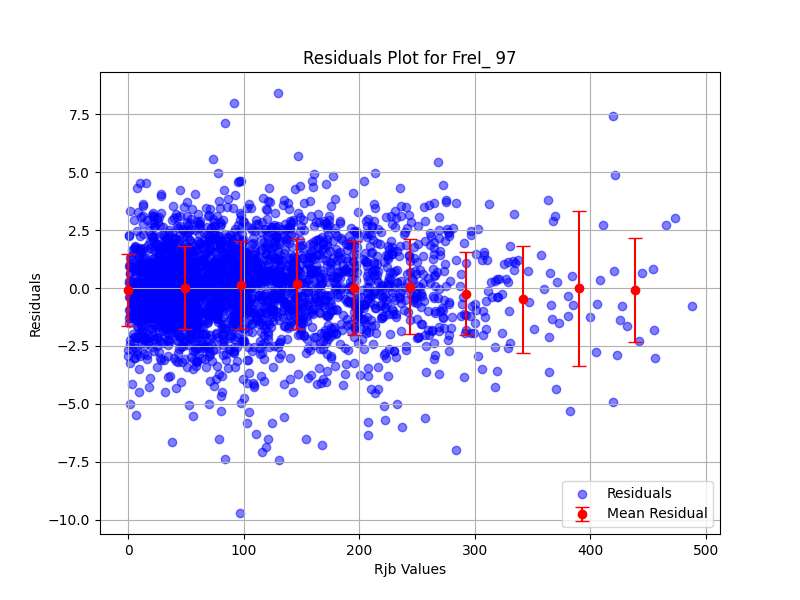 Residuals Plot for FreI_ 97
Residuals
7.5
5.0
2.5
0.0
−2.5
−5.0
−7.5
−10.0
0 100 200 300 400 500
Rjb Values
Residuals
Mean Residual